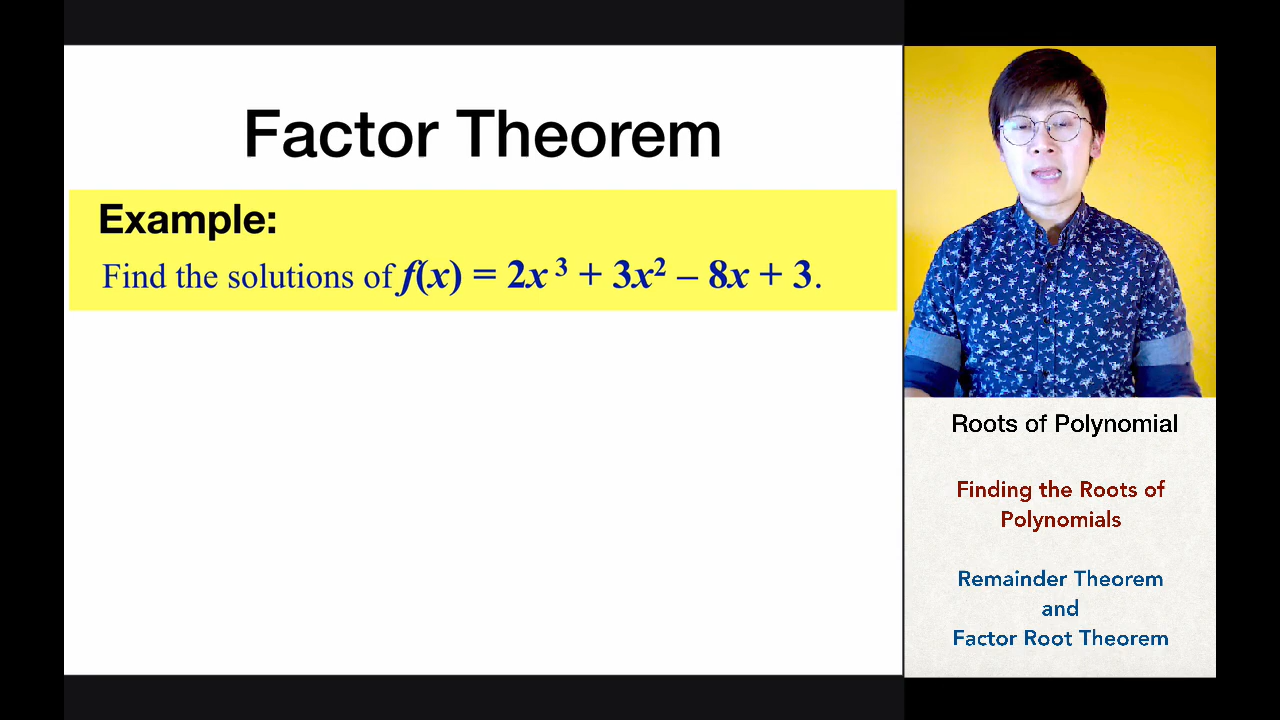 Factor Theorem
Example:
Find the solutions of f(x) = 2x³ + 3x² – 8x + 3.
Roots of Polynomial
Finding the Roots of
Polynomials
Remainder Theorem
and
Factor Root Theorem